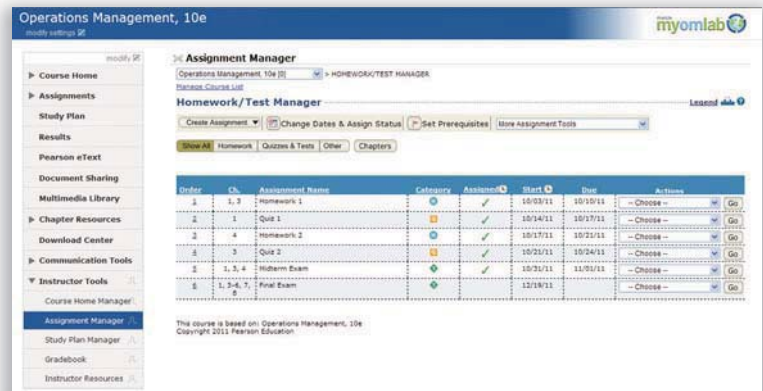 Operations Management, 10e
modify settings
myomlab
modify
Course Home
Assignments
Study Plan
Results
Pearson eText
Document Sharing
Multimedia Library
Chapter Resources
Download Center
Communication Tools
Instructor Tools
Course Home Manager
Assignment Manager
Study Plan Manager
Gradebook
Instructor Resources
Assignment Manager
Operations Management, 10e [0] > HOMEWORK/TEST MANAGER
Manage Course List
Homework/Test Manager Legend
Create Assignment Change Dates & Assign Status Set Prerequisites More Assignment Tools
Show All Homework Quizzes & Tests Other Chapters
Order Ch. Assignment Name Category Assigned Start Due Actions
1 1, 3 Homework 1 10/03/11 10/10/11 -- Choose -- Go
2 1 Quiz 1 10/14/11 10/17/11 -- Choose -- Go
3 4 Homework 2 10/17/11 10/21/11 -- Choose -- Go
4 3 Quiz 2 10/21/11 10/24/11 -- Choose -- Go
5 1, 3, 4 Midterm Exam 10/31/11 11/01/11 -- Choose -- Go
6 1, 3-6, 7, Final Exam 12/19/11 -- Choose -- Go
8
This course is based on: Operations Management, 10e
Copyright 2011 Pearson Education